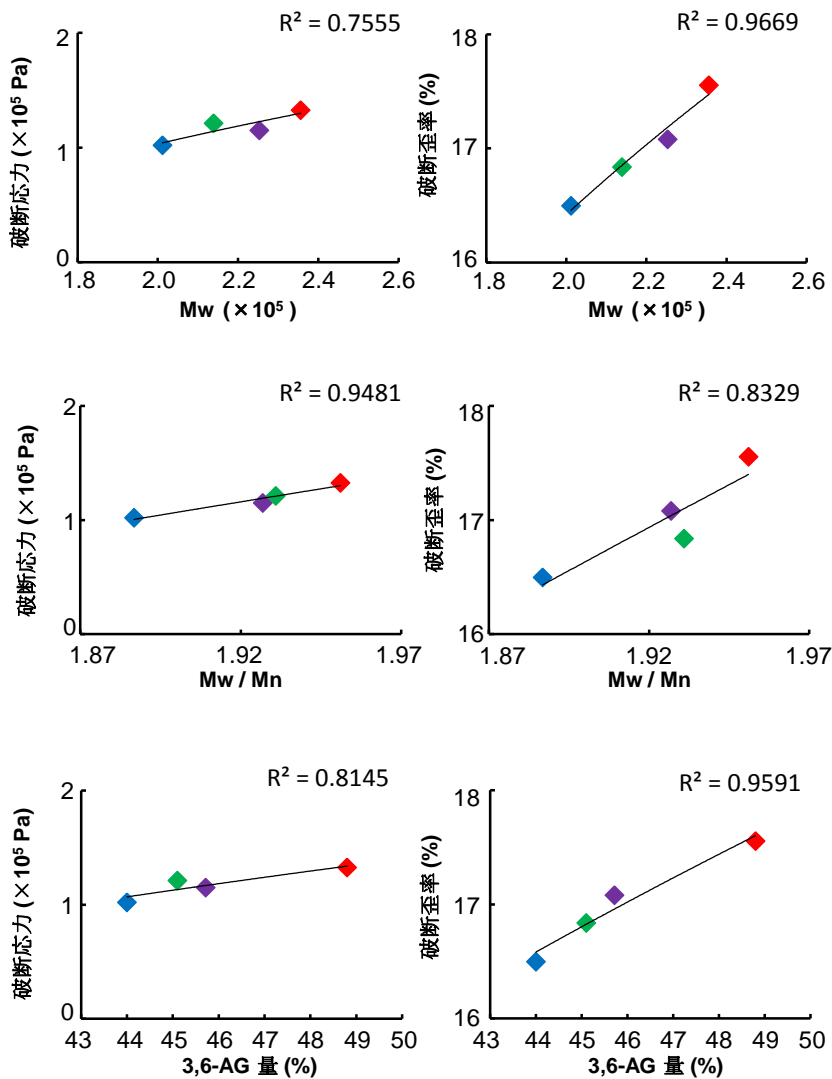 R² = 0.7555
2
1
0
破断応力 (×10⁵ Pa)
1.8 2.0 2.2 2.4 2.6
Mw (×10⁵ )
R² = 0.9669
18
17
16
破断歪率 (%)
1.8 2.0 2.2 2.4 2.6
Mw (×10⁵ )
R² = 0.9481
2
1
0
破断応力 (×10⁵ Pa)
1.87 1.92 1.97
Mw / Mn
R² = 0.8329
18
17
16
破断歪率 (%)
1.87 1.92 1.97
Mw / Mn
R² = 0.8145
2
1
0
破断応力 (×10⁵ Pa)
43 44 45 46 47 48 49 50
3,6-AG 量 (%)
R² = 0.9591
18
17
16
破断歪率 (%)
43 44 45 46 47 48 49 50
3,6-AG 量 (%)